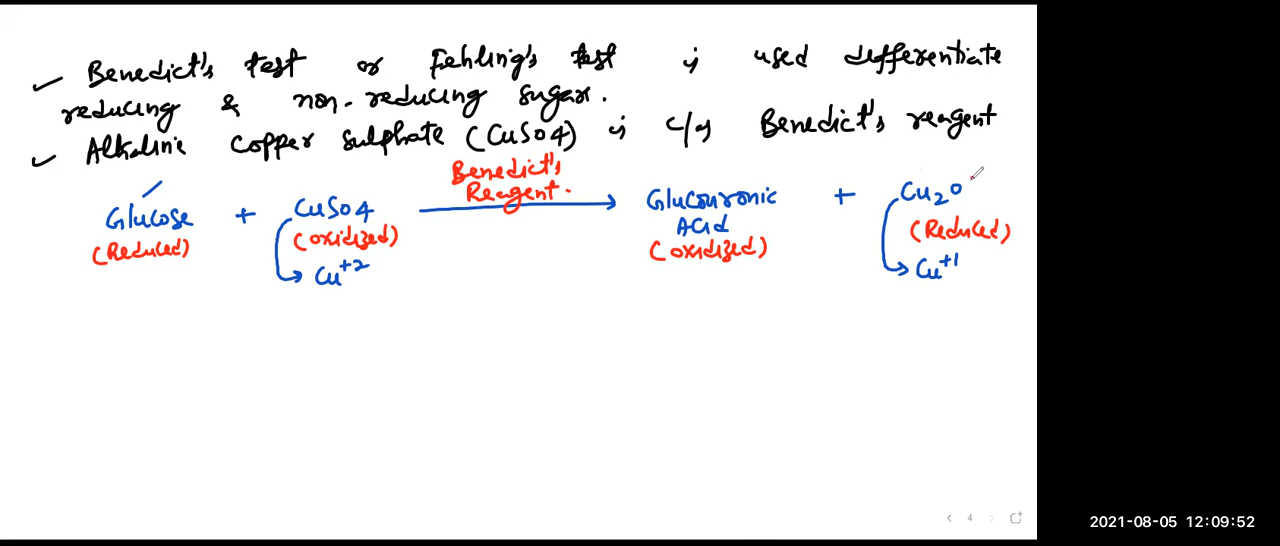 Benedict's test or Fehling's test is used differentiate
reducing & non-reducing sugar.
Alkaline copper sulphate (CuSO4) is c/as Benedict's reagent
Benedict's
Reagent.
Glucose + CuSO4 → Glucouronic + Cu2O
Acid
(Reduced) (oxidized) (oxidized) (Reduced)
Cu+2 Cu+1
4
2021-08-05 12:09:52